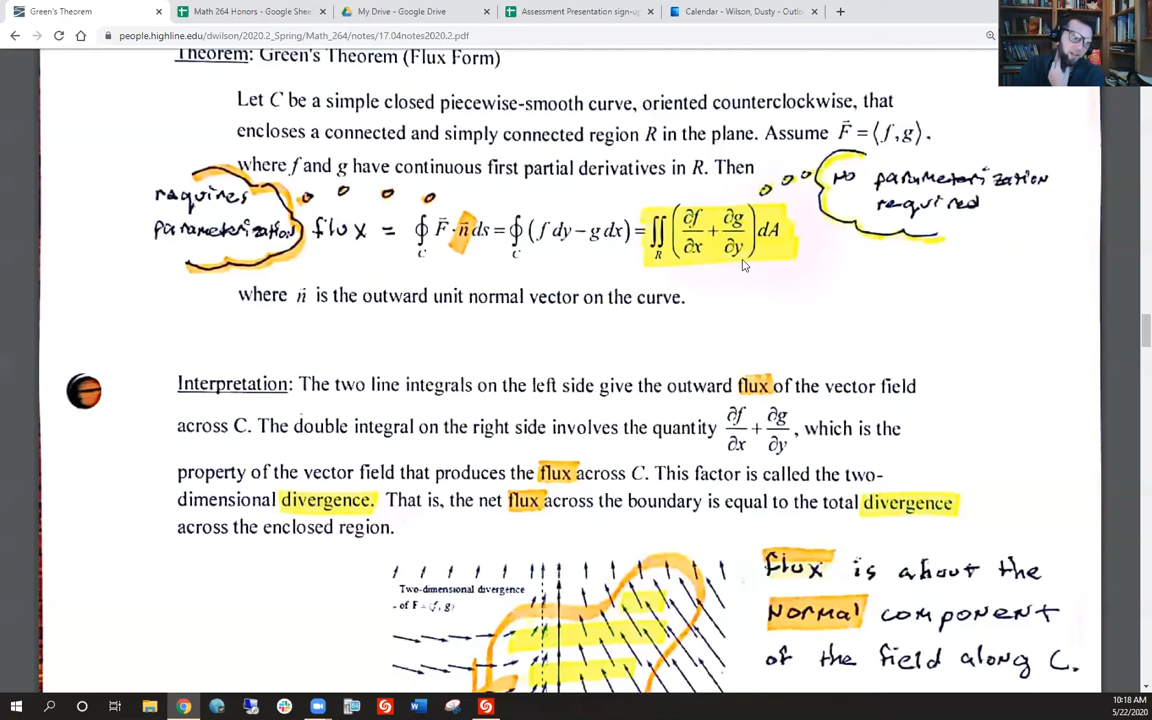 Green's Theorem
Math 264 Honors - Google Shee
My Drive - Google Drive
Assessment Presentation sign-u
Calendar - Wilson, Dusty - Outlo
people.highline.edu/dwilson/2020.2_Spring/Math_264/notes/17.04notes2020.2.pdf
Theorem: Green's Theorem (Flux Form)
Let C be a simple closed piecewise-smooth curve, oriented counterclockwise, that
encloses a connected and simply connected region R in the plane. Assume F⃗ = ⟨f, g⟩.
where f and g have continuous first partial derivatives in R. Then
No parameterization
required
requires
parameterization
flux = ∮_C F⃗ · n⃗ ds = ∮_C (f dy − g dx) = ∬_R (∂f/∂x + ∂g/∂y) dA
where n⃗ is the outward unit normal vector on the curve.
Interpretation: The two line integrals on the left side give the outward flux of the vector field
across C. The double integral on the right side involves the quantity ∂f/∂x + ∂g/∂y, which is the
property of the vector field that produces the flux across C. This factor is called the two-
dimensional divergence. That is, the net flux across the boundary is equal to the total divergence
across the enclosed region.
Two-dimensional divergence
of F = ⟨f, g⟩
flux is about the
Normal component
of the field along C.
10:18 AM
5/22/2020